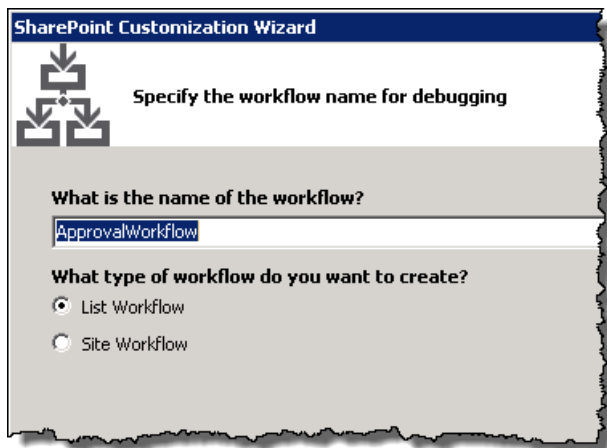 SharePoint Customization Wizard
Specify the workflow name for debugging
What is the name of the workflow?
ApprovalWorkflow
What type of workflow do you want to create?
List Workflow
Site Workflow